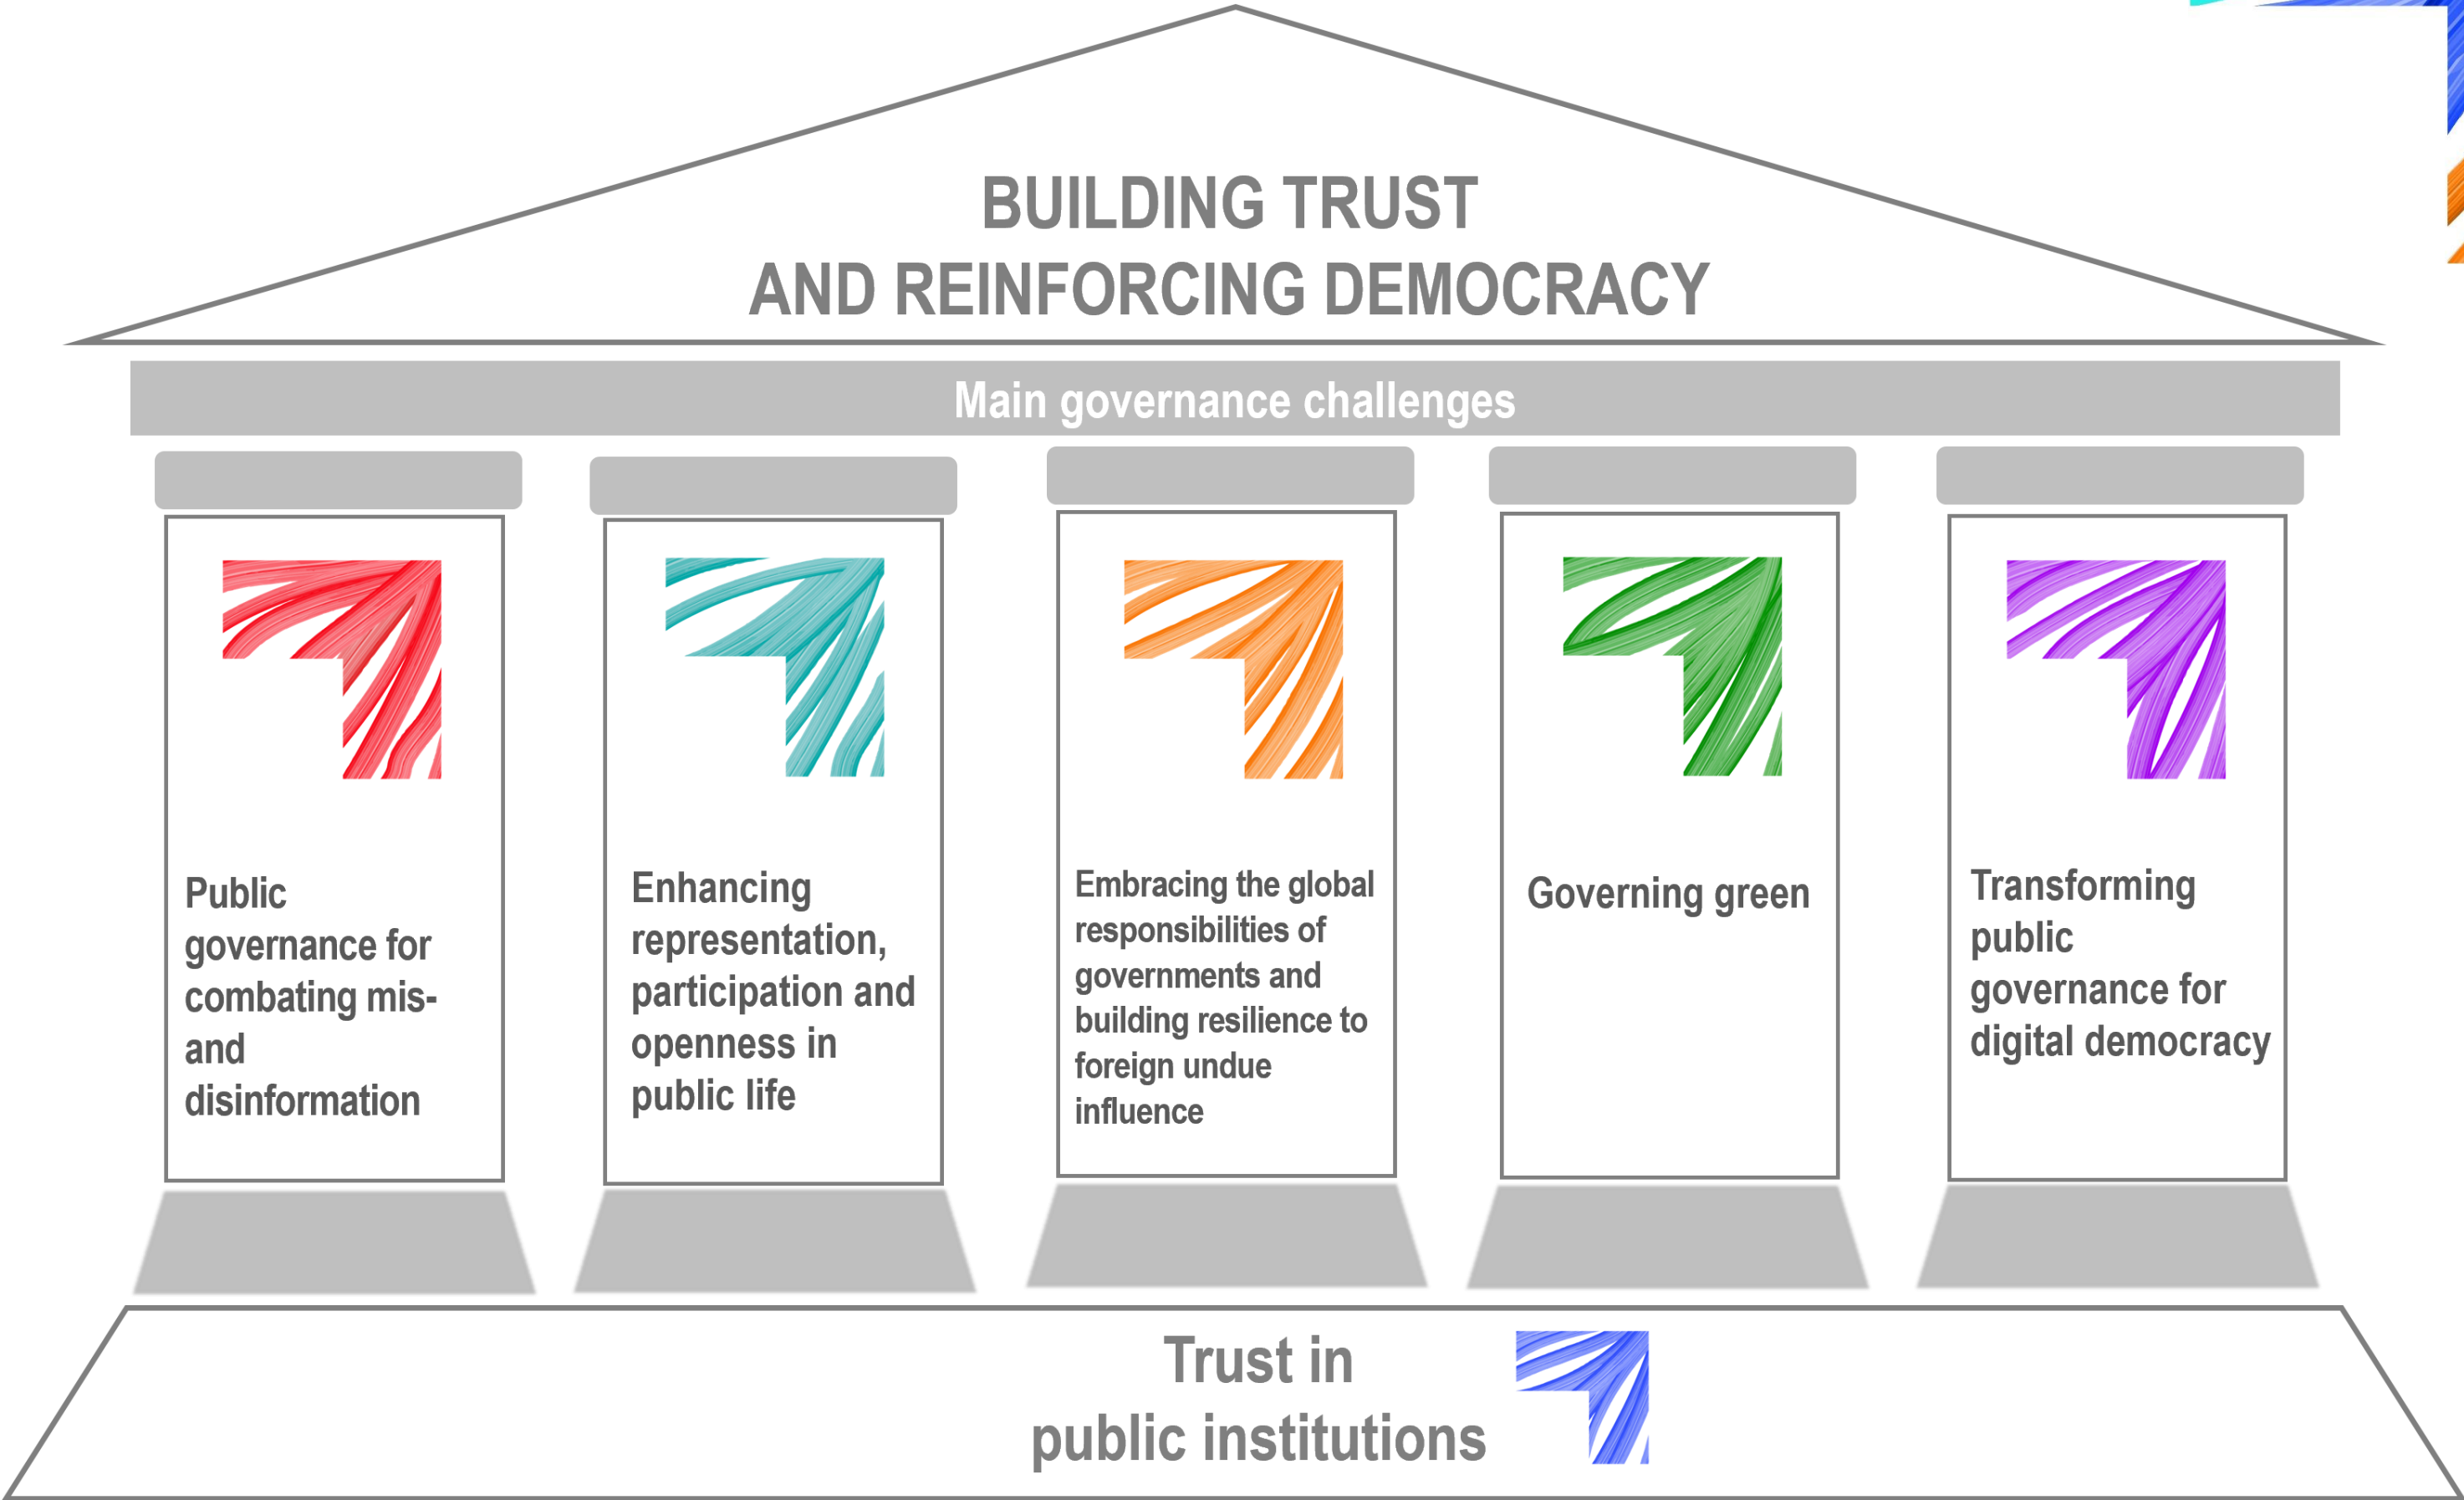 BUILDING TRUST
AND REINFORCING DEMOCRACY
Main governance challenges
Public
governance for
combating mis-
and
disinformation
Enhancing
representation,
participation and
openness in
public life
Embracing the global
responsibilities of
governments and
building resilience to
foreign undue
influence
Governing green
Transforming
public
governance for
digital democracy
Trust in
public institutions